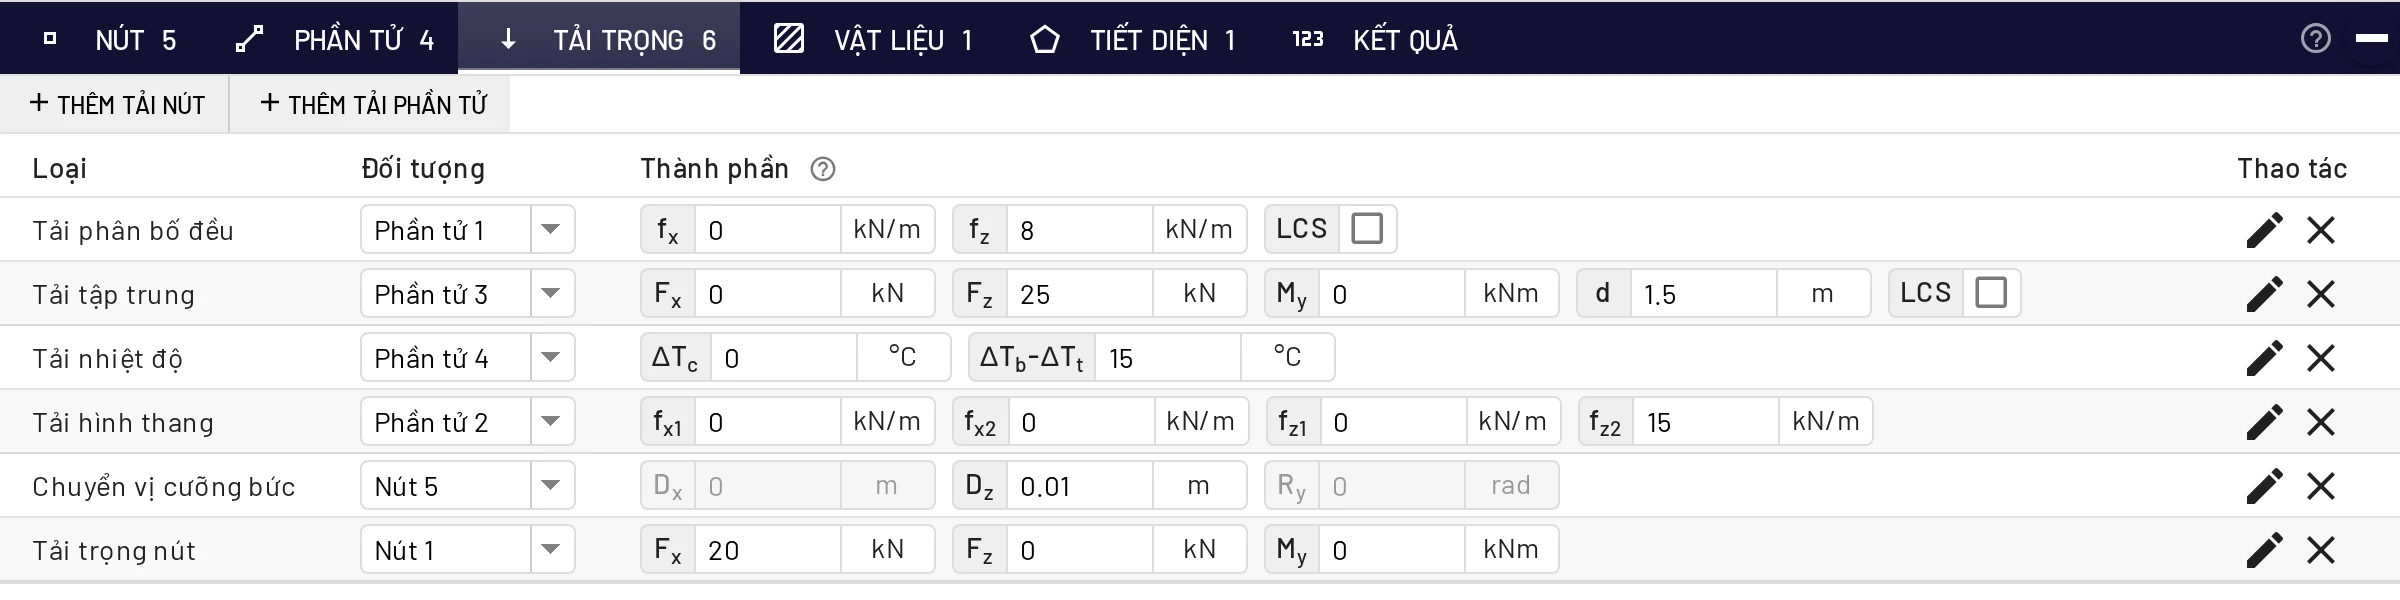 NÚT 5 PHẦN TỬ 4 TẢI TRỌNG 6 VẬT LIỆU 1 TIẾT DIỆN 1 123 KẾT QUẢ
+ THÊM TẢI NÚT + THÊM TẢI PHẦN TỬ
Loại Đối tượng Thành phần ? Thao tác
Tải phân bố đều Phần tử 1 fx 0 kN/m fz 8 kN/m LCS
Tải tập trung Phần tử 3 Fx 0 kN Fz 25 kN My 0 kNm d 1.5 m LCS
Tải nhiệt độ Phần tử 4 ΔTc 0 °C ΔTb-ΔTt 15 °C
Tải hình thang Phần tử 2 fx1 0 kN/m fx2 0 kN/m fz1 0 kN/m fz2 15 kN/m
Chuyển vị cưỡng bức Nút 5 Dx 0 m Dz 0.01 m Ry 0 rad
Tải trọng nút Nút 1 Fx 20 kN Fz 0 kN My 0 kNm